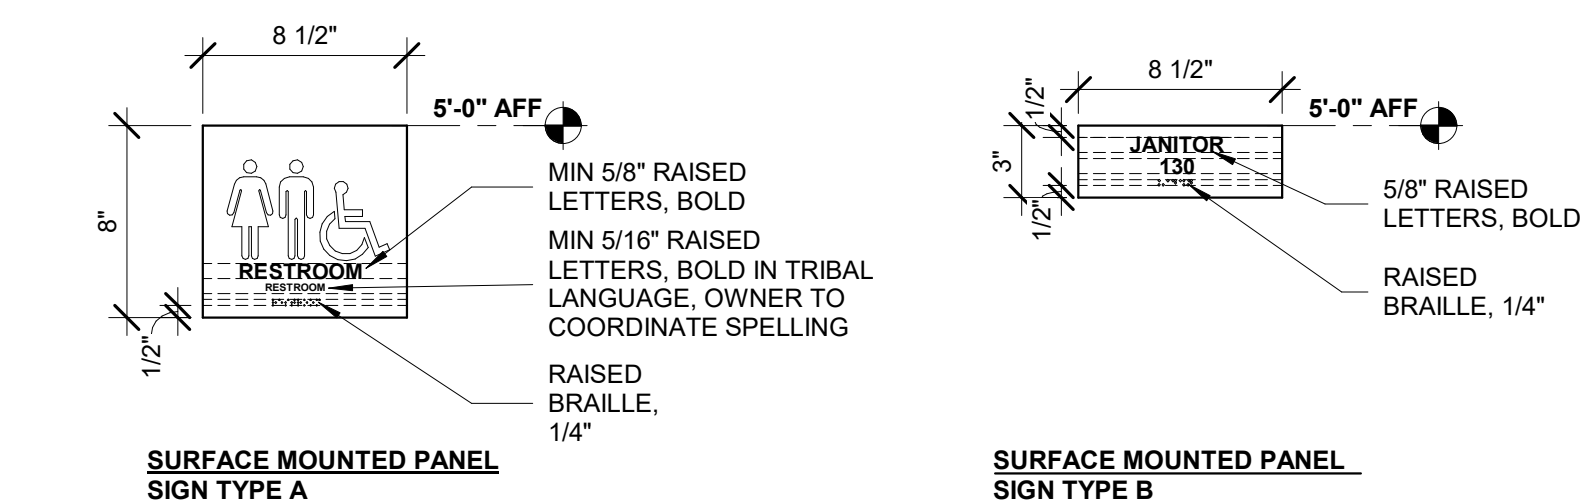 8 1/2"
5'-0" AFF
8"
1/2"
RESTROOM
RESTROOM
MIN 5/8" RAISED
LETTERS, BOLD
MIN 5/16" RAISED
LETTERS, BOLD IN TRIBAL
LANGUAGE, OWNER TO
COORDINATE SPELLING
RAISED
BRAILLE,
1/4"
SURFACE MOUNTED PANEL
SIGN TYPE A
8 1/2"
5'-0" AFF
1/2"
3"
1/2"
JANITOR
130
5/8" RAISED
LETTERS, BOLD
RAISED
BRAILLE, 1/4"
SURFACE MOUNTED PANEL
SIGN TYPE B